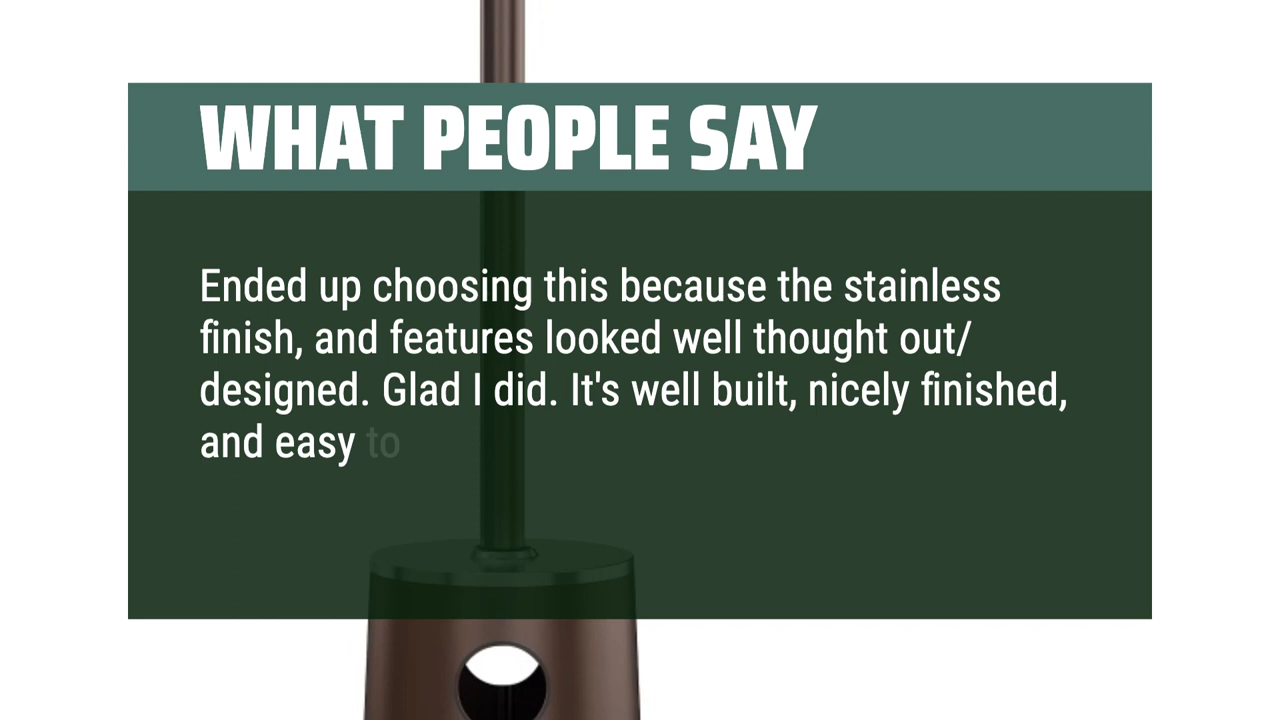 WHAT PEOPLE SAY
Ended up choosing this because the stainless
finish, and features looked well thought out/
designed. Glad I did. It's well built, nicely finished,
and easy to